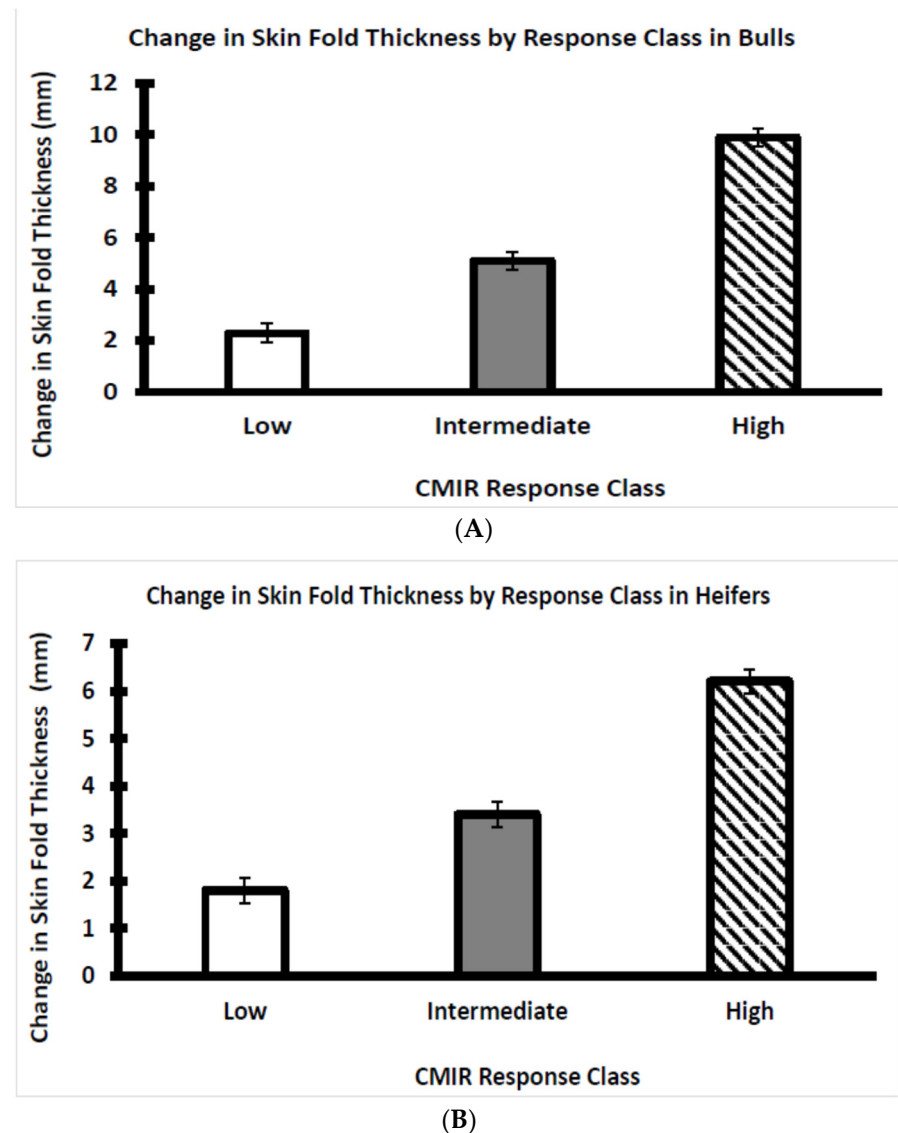 Change in Skin Fold Thickness by Response Class in Bulls
Change in Skin Fold Thickness (mm)
12
10
8
6
4
2
0
Low Intermediate High
CMIR Response Class
(A)
Change in Skin Fold Thickness by Response Class in Heifers
Change in Skin Fold Thickness (mm)
7
6
5
4
3
2
1
0
Low Intermediate High
CMIR Response Class
(B)